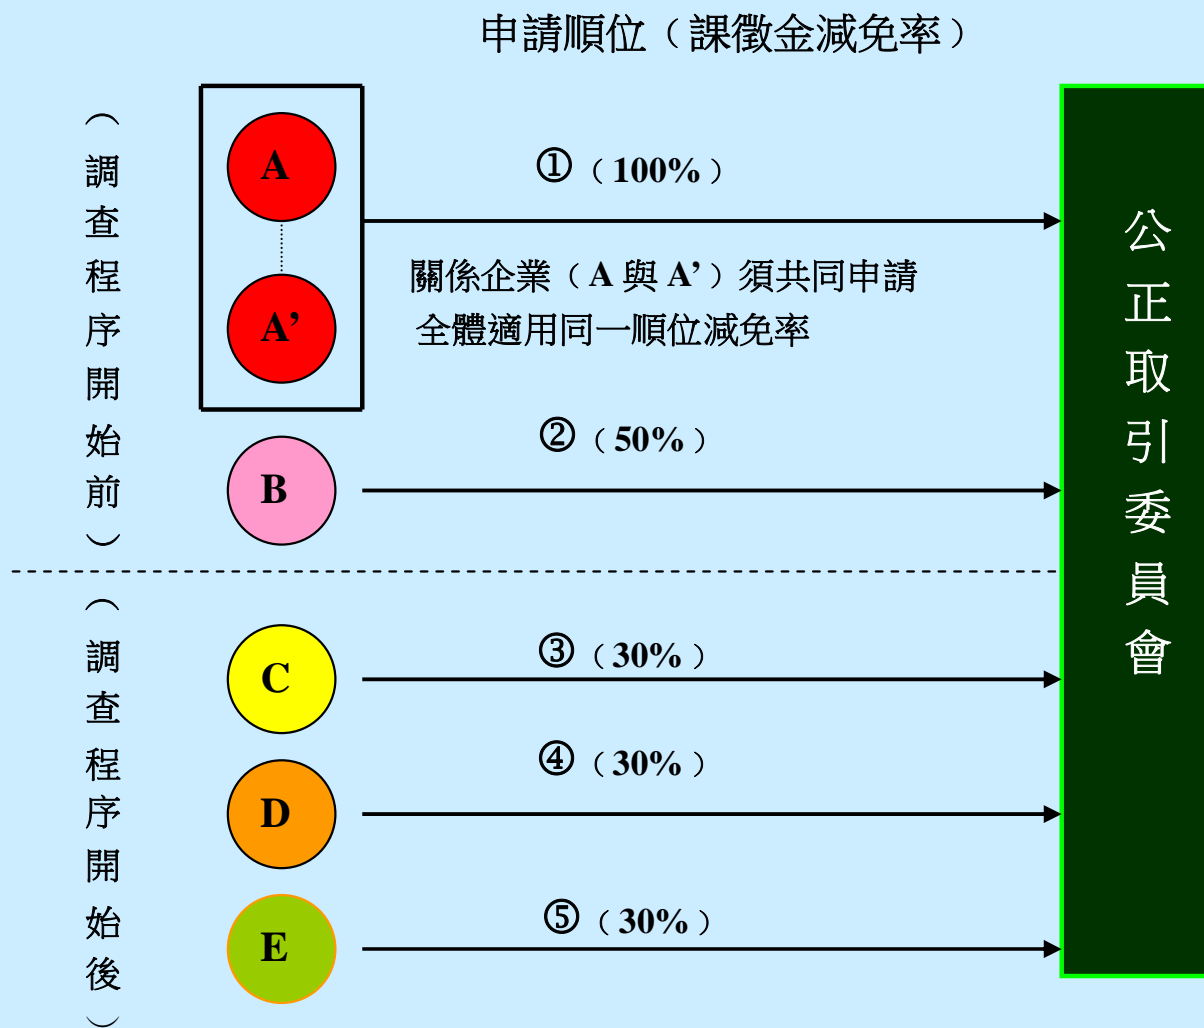 申請順位（課徵金減免率）
（調查程序開始前）
A
①（100%）
關係企業（A 與 A’）須共同申請
全體適用同一順位減免率
A’
②（50%）
B
（調查程序開始後）
③（30%）
C
④（30%）
D
⑤（30%）
E
公正取引委員會